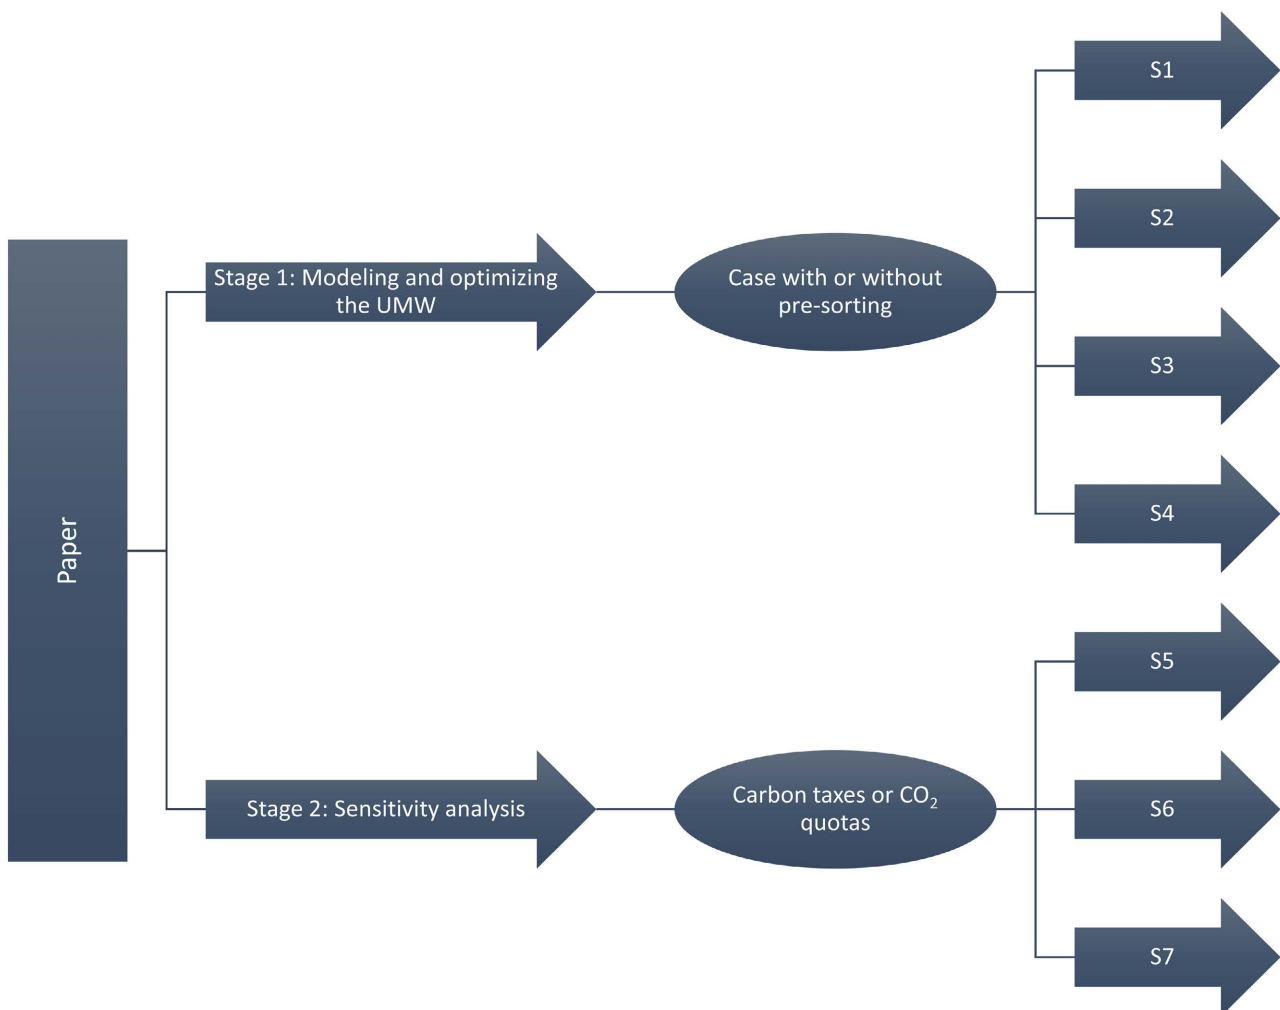 Paper
Stage 1: Modeling and optimizing
the UMW
Case with or without
pre-sorting
S1
S2
S3
S4
Stage 2: Sensitivity analysis
Carbon taxes or CO₂
quotas
S5
S6
S7